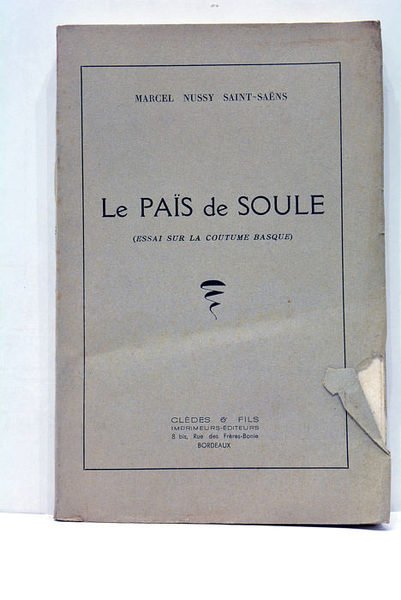 MARCEL NUSSY SAINT-SAËNS
Le PAÏS de SOULE
(ESSAI SUR LA COUTUME BASQUE)
CLÈDES & FILS
IMPRIMEURS-ÉDITEURS
8 bis, Rue des Frères-Bonie
BORDEAUX